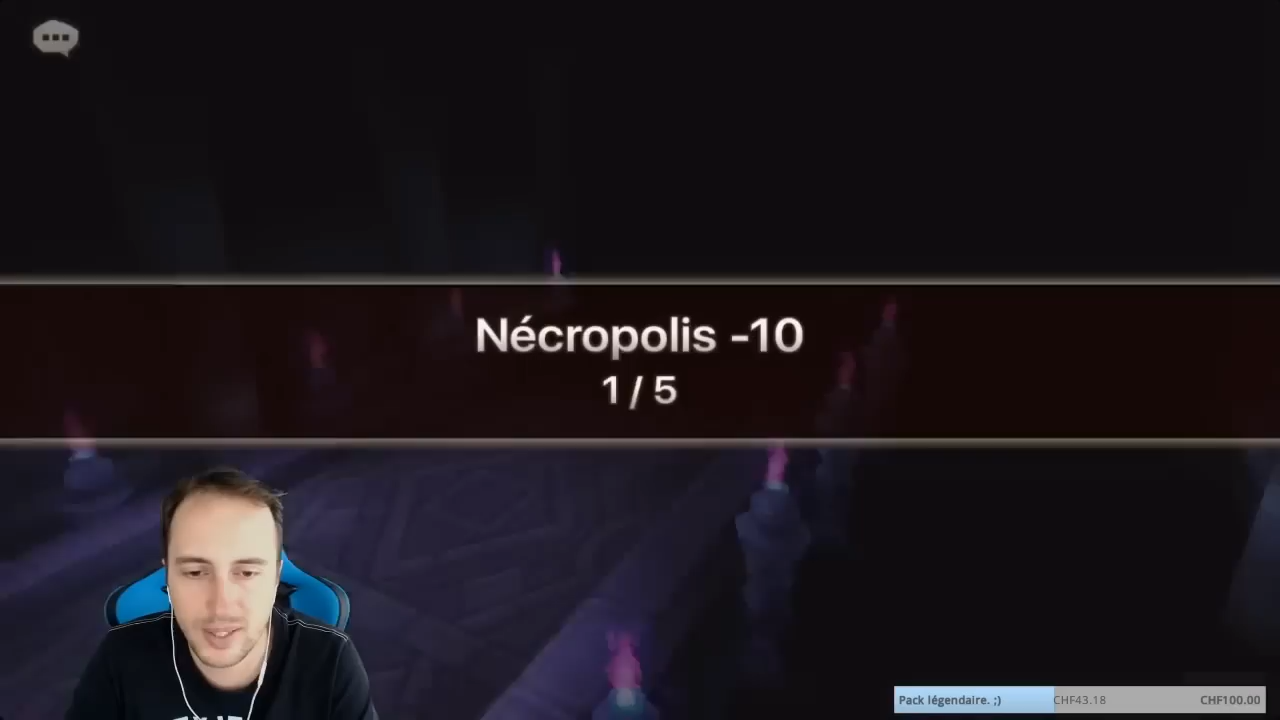 Nécropolis -10
1 / 5
Pack légendaire. ;) CHF43.18 CHF100.00